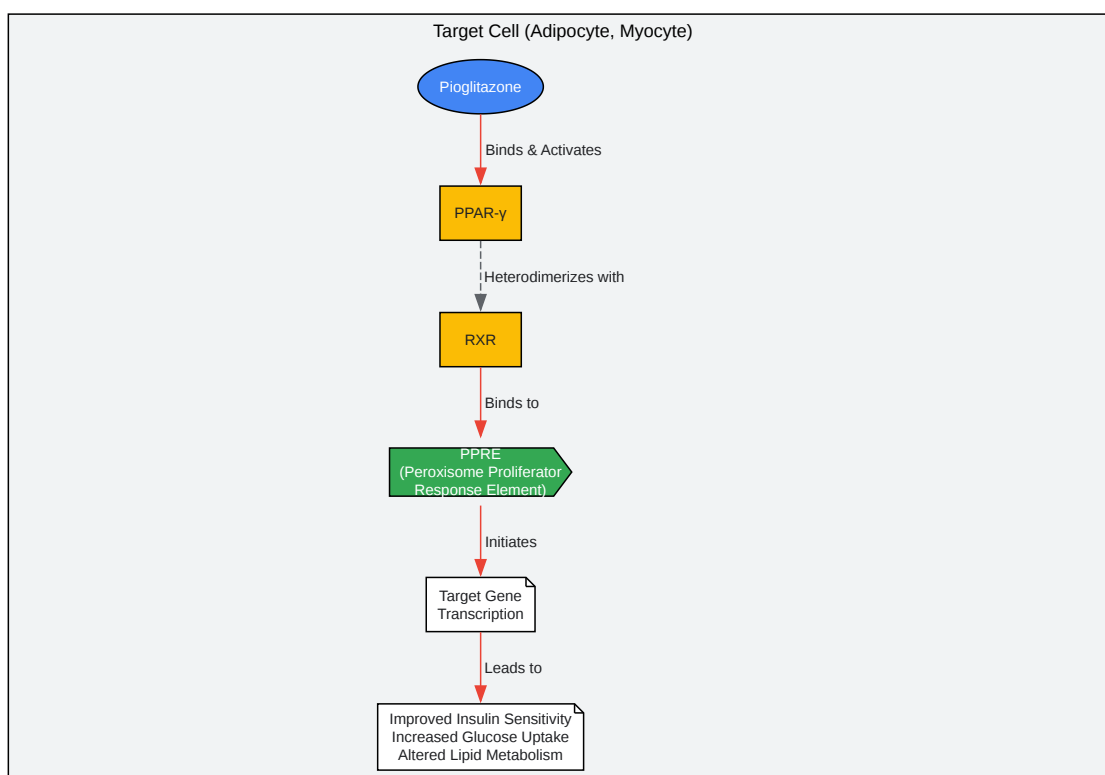 Target Cell (Adipocyte, Myocyte)
Pioglitazone
Binds & Activates
PPAR-γ
Heterodimerizes with
RXR
Binds to
PPRE
(Peroxisome Proliferator
Response Element)
Initiates
Target Gene
Transcription
Leads to
Improved Insulin Sensitivity
Increased Glucose Uptake
Altered Lipid Metabolism